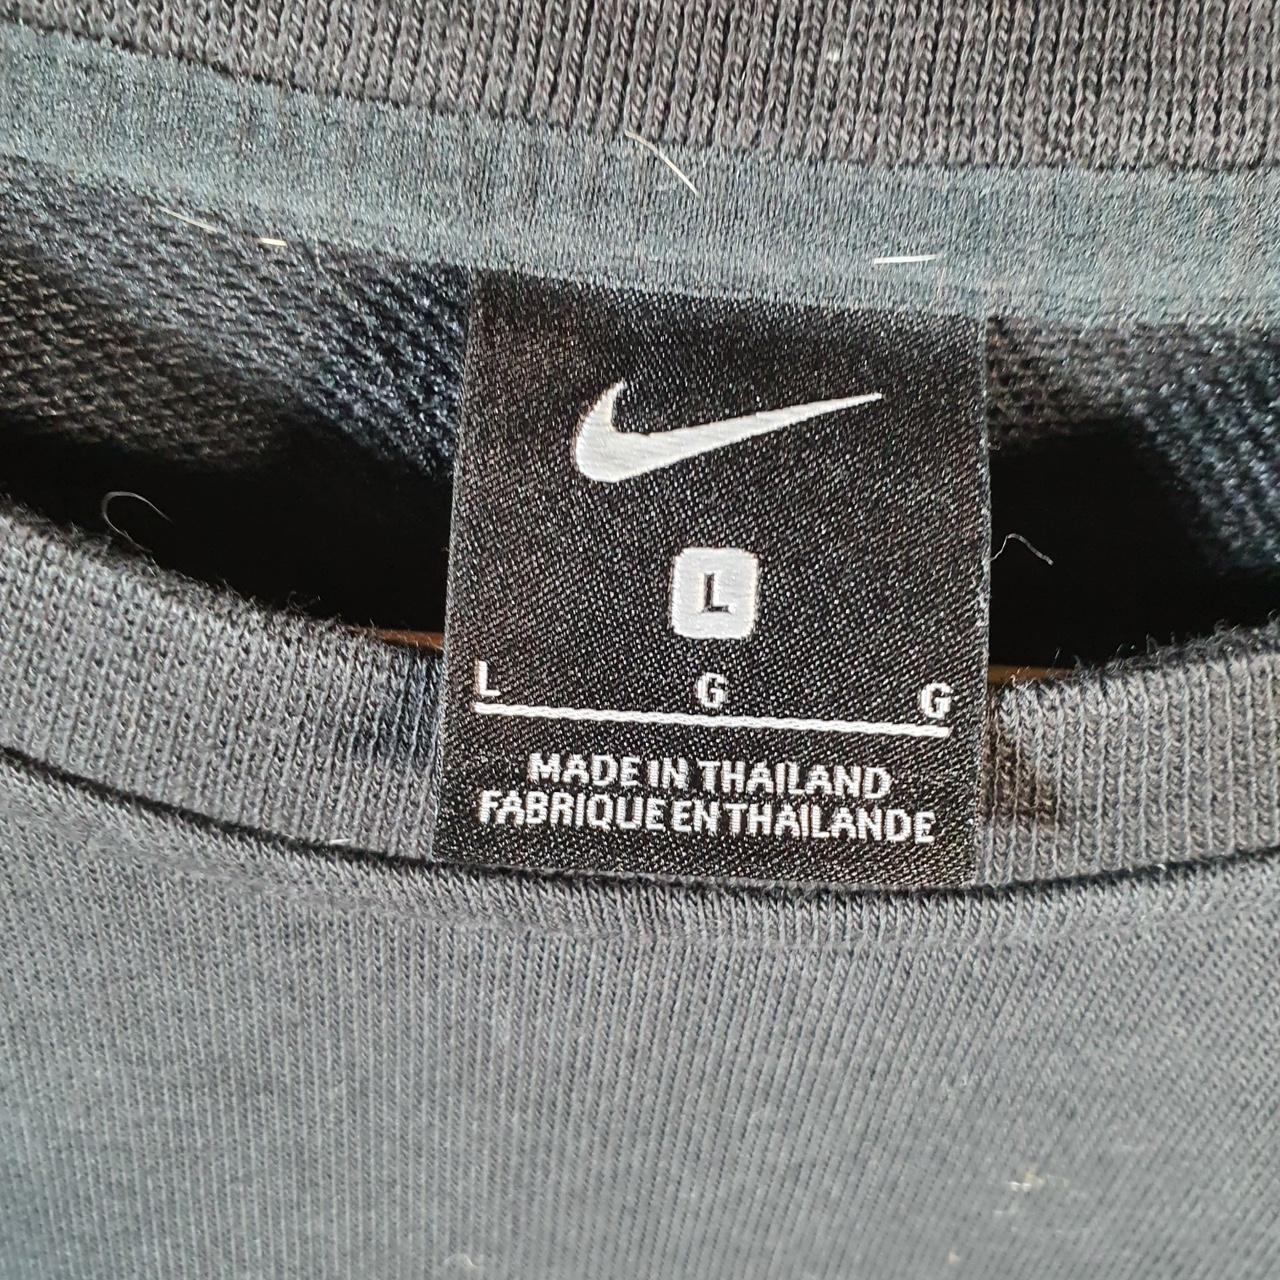 L
L G G
MADE IN THAILAND
FABRIQUE EN THAILANDE